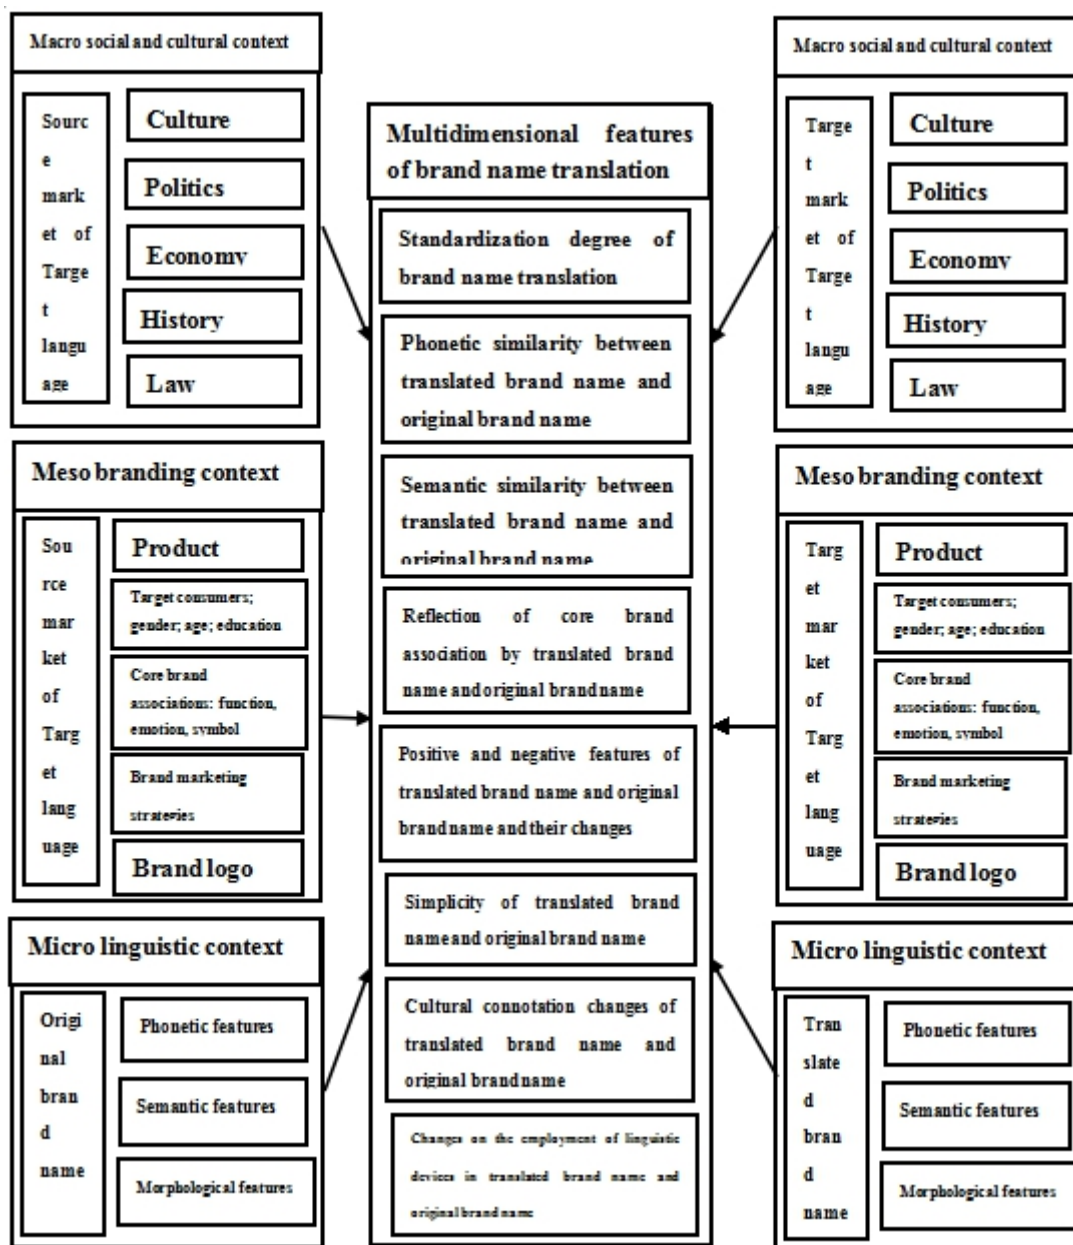 Macro social and cultural context
Sourc
e
mark
et of
Targe
t
langu
age
Culture
Politics
Economy
History
Law
Meso branding context
Sou
rce
mar
ket
of
Targ
et
lang
uage
Product
Target consumers;
gender; age; education
Core brand
associations: function,
emotion, symbol
Brand marketing
strategies
Brand logo
Micro linguistic context
Origi
nal
bran
d
name
Phonetic features
Semantic features
Morphological features
Multidimensional features
of brand name translation
Standardization degree of
brand name translation
Phonetic similarity between
translated brand name and
original brand name
Semantic similarity between
translated brand name and
original brand name
Reflection of core brand
association by translated brand
name and original brand name
Positive and negative features of
translated brand name and original
brand name and their changes
Simplicity of translated brand
name and original brand name
Cultural connotation changes of
translated brand name and
original brand name
Changes on the employment of linguistic
devices in translated brand name and
original brand name
Macro social and cultural context
Targe
t
mark
et of
Targe
t
langu
age
Culture
Politics
Economy
History
Law
Meso branding context
Targ
et
mar
ket
of
Targ
et
lang
uage
Product
Target consumers;
gender; age; education
Core brand
associations: function,
emotion, symbol
Brand marketing
strategies
Brand logo
Micro linguistic context
Tran
slate
d
bran
d
name
Phonetic features
Semantic features
Morphological features